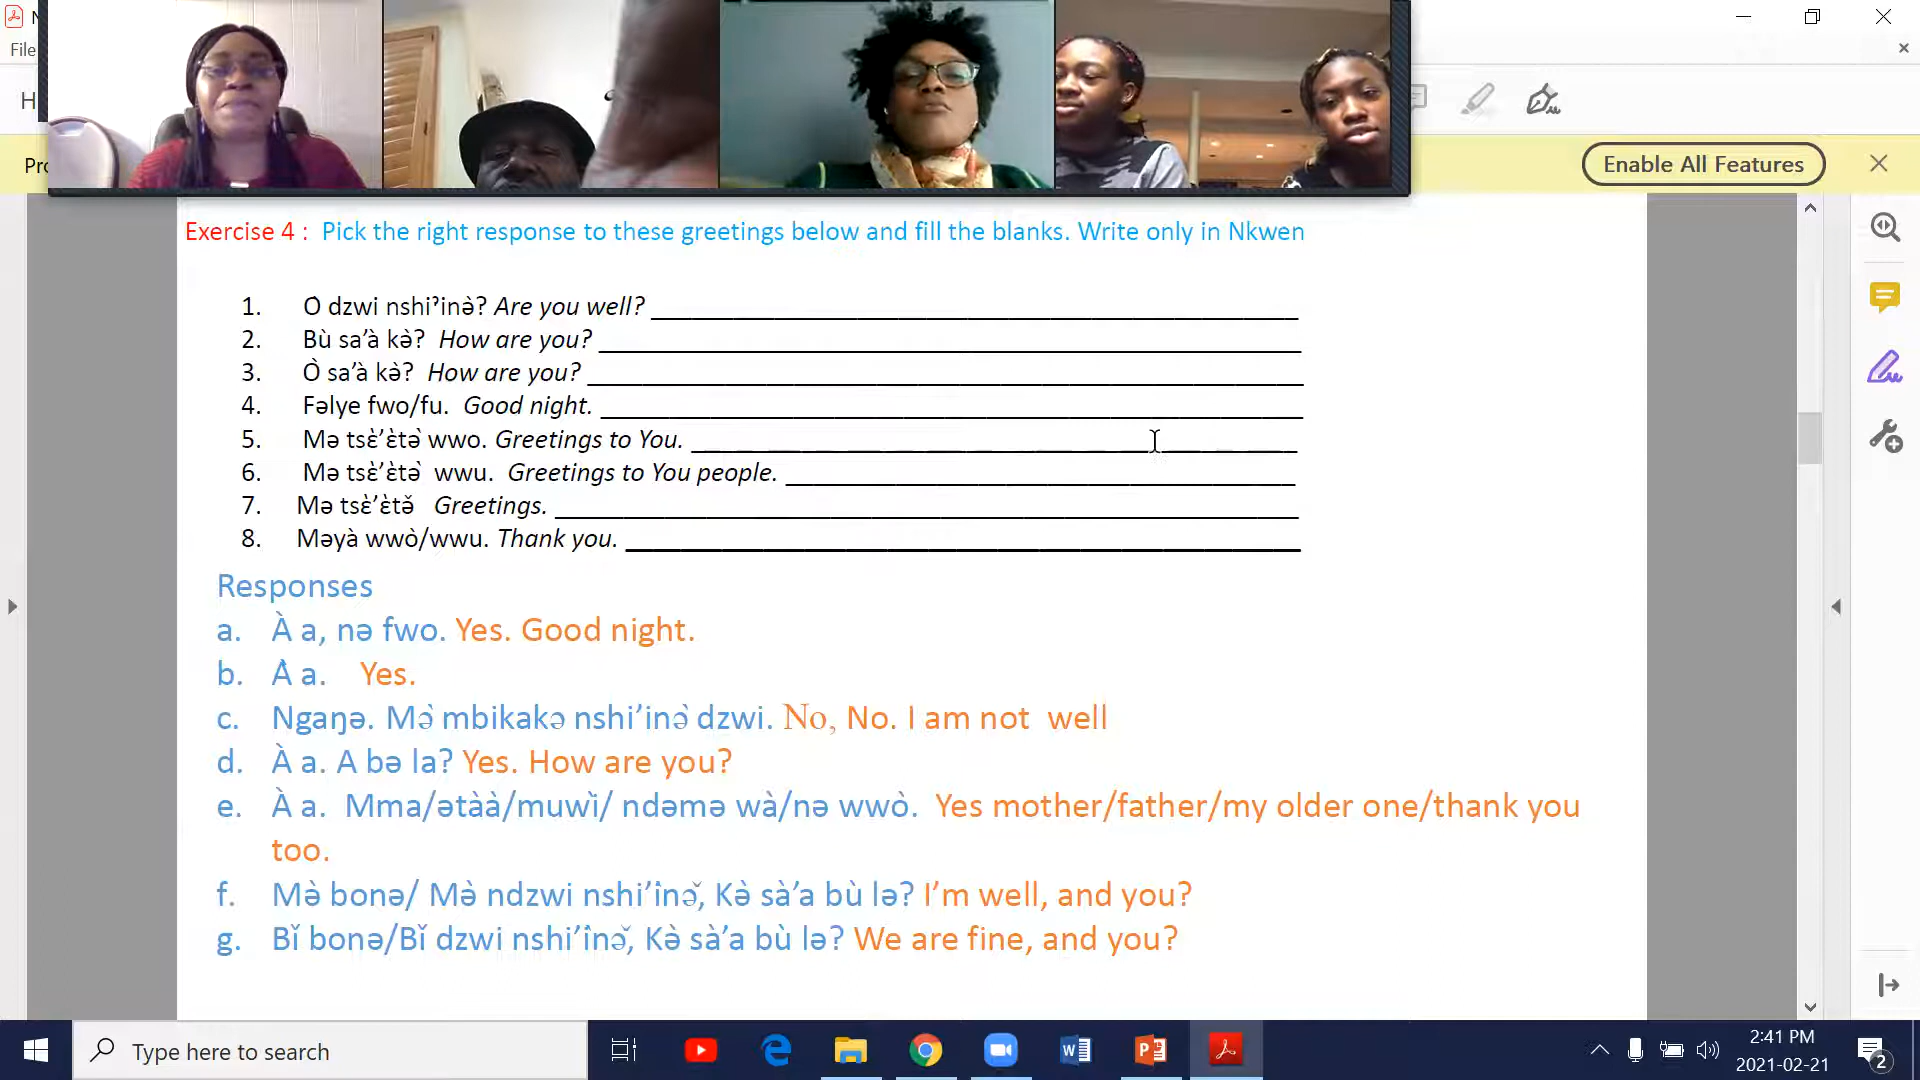 File
H
Pro
Enable All Features
Exercise 4 : Pick the right response to these greetings below and fill the blanks. Write only in Nkwen
1. O dzwi nshiʼinə̀? Are you well?
2. Bù sa’à kə̀? How are you?
3. Ò sa’à kə̀? How are you?
4. Fəlye fwo/fu. Good night.
5. Mə tsɛ̀’ɛ̀tə̀ wwo. Greetings to You.
6. Mə tsɛ̀’ɛ̀tə̀ wwu. Greetings to You people.
7. Mə tsɛ̀’ɛ̀tə̌ Greetings.
8. Məyà wwò/wwu. Thank you.
Responses
a. À a, nə fwo. Yes. Good night.
b. À a. Yes.
c. Ngaŋə. Mə̀ mbikakə nshi’inə̀ dzwi. No, No. I am not well
d. À a. A bə la? Yes. How are you?
e. À a. Mma/ətàà/muwì/ ndəmə wà/nə wwò. Yes mother/father/my older one/thank you
too.
f. Mə̀ bonə/ Mə̀ ndzwi nshi’înə̌, Kə̀ sà’a bù lə? I’m well, and you?
g. Bǐ bonə/Bǐ dzwi nshi’înə̌, Kə̀ sà’a bù lə? We are fine, and you?
Type here to search
2:41 PM
2021-02-21
2